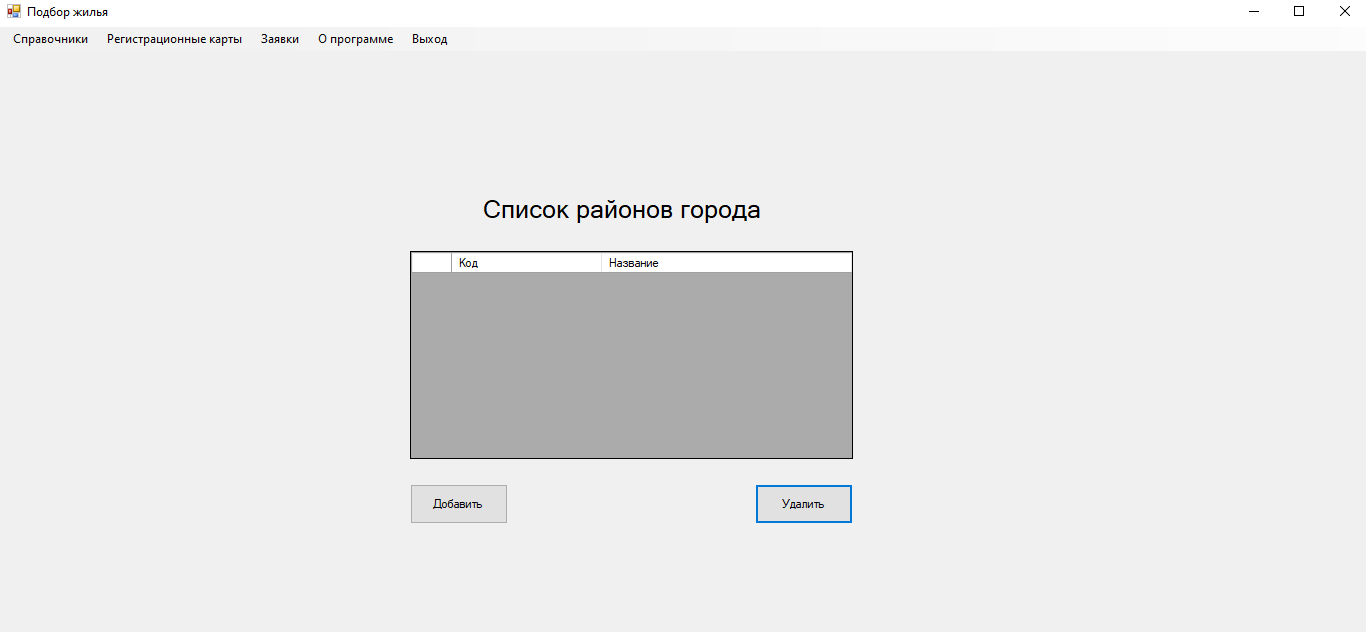 Подбор жилья
Справочники Регистрационные карты Заявки О программе Выход
Список районов города
Код Название
Добавить Удалить